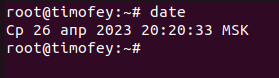 root@timofey:~# date
Ср 26 апр 2023 20:20:33 MSK
root@timofey:~#